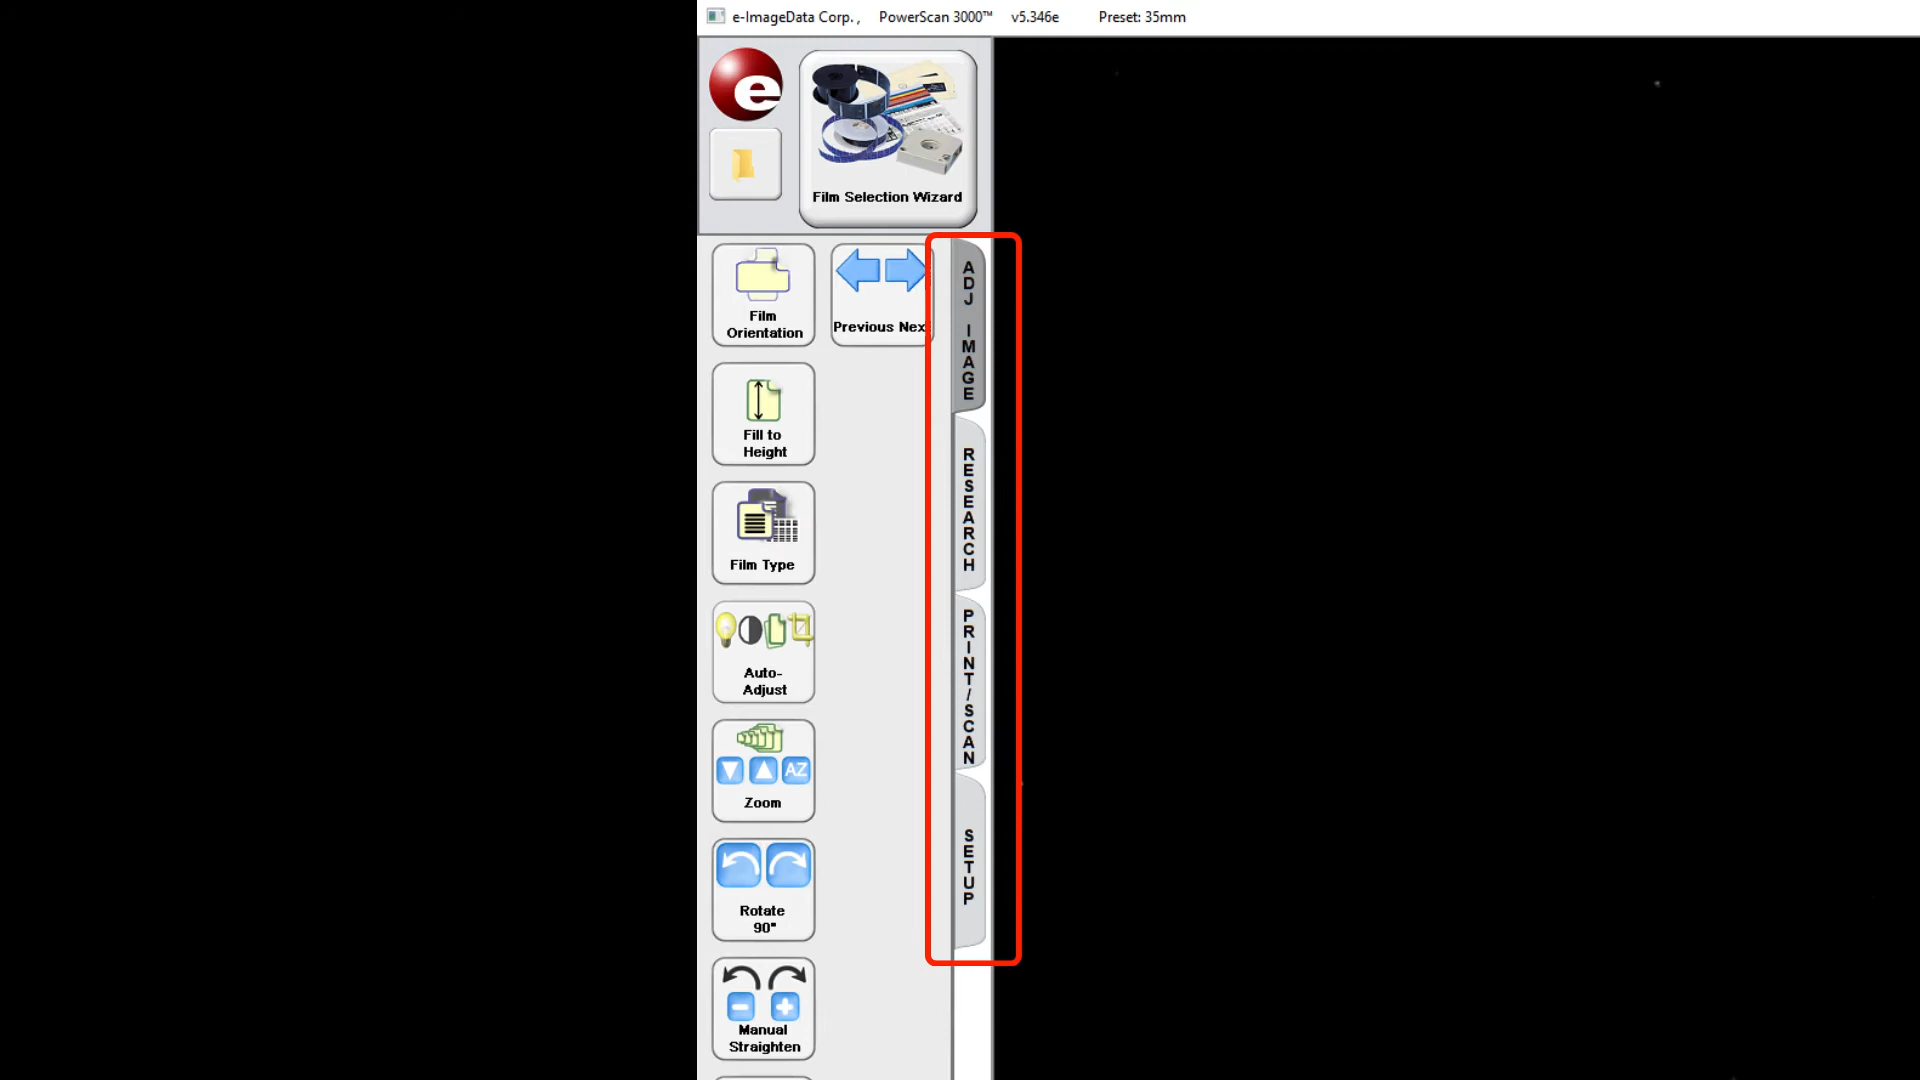 e-ImageData Corp. , PowerScan 3000™ v5.346e Preset: 35mm
e
Film Selection Wizard
Film
Orientation
Previous Nex
Fill to
Height
Film Type
Auto-
Adjust
AZ
Zoom
Rotate
90°
Manual
Straighten
ADJ IMAGE
RESEARCH
PRINT/SCAN
SETUP